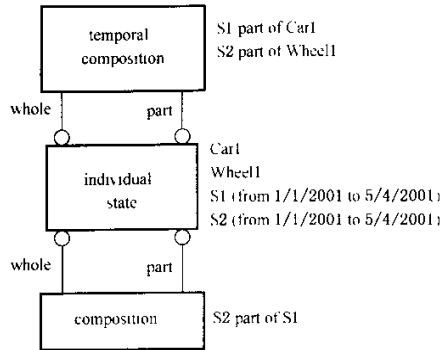 temporal
composition
S1 part of Car1
S2 part of Wheel1
whole
part
individual
state
Car1
Wheel1
S1 (from 1/1/2001 to 5/4/2001)
S2 (from 1/1/2001 to 5/4/2001)
whole
part
composition
S2 part of S1